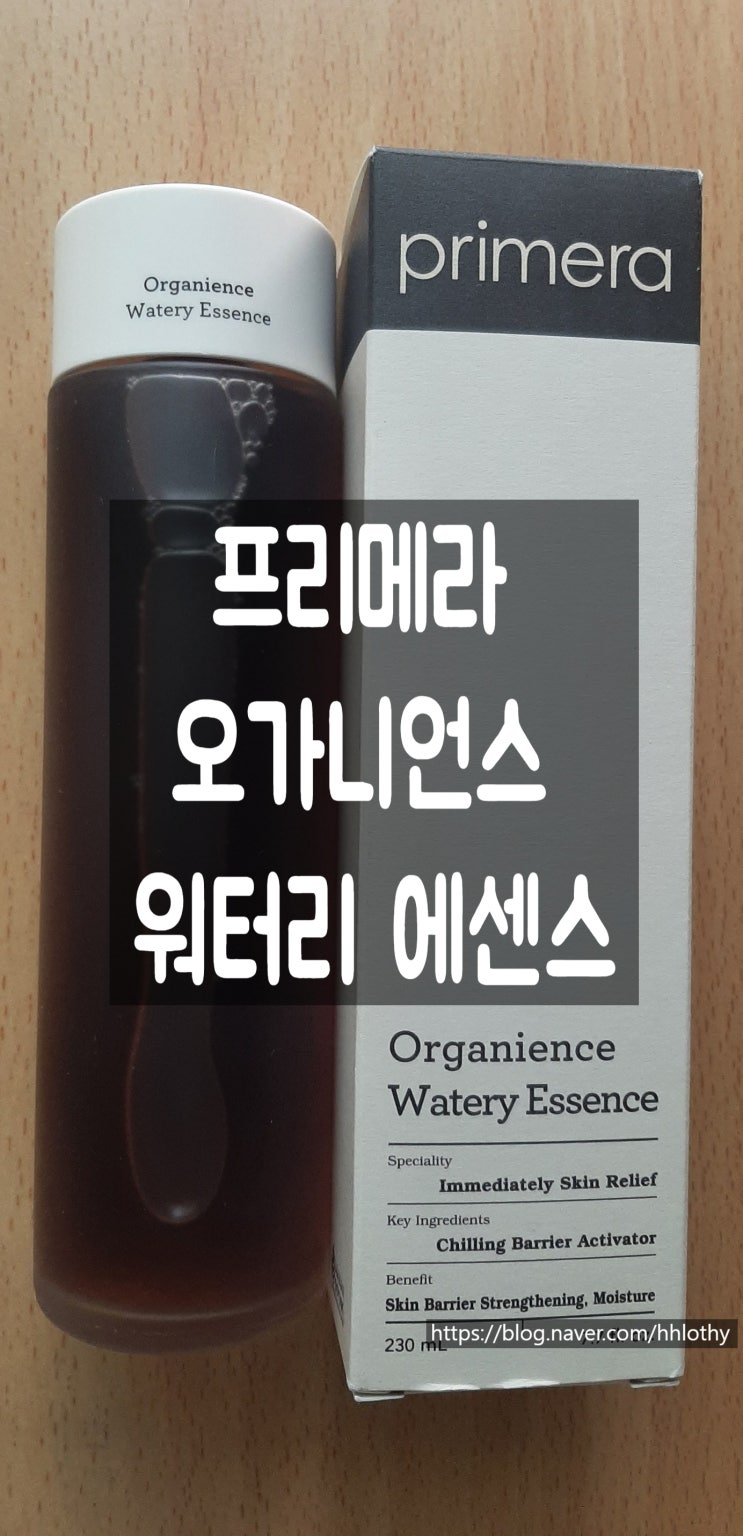 Organience
Watery Essence
primera
프리메라
오가니언스
워터리 에센스
Organience
Watery Essence
Speciality
Immediately Skin Relief
Key Ingredients
Chilling Barrier Activator
Benefit
Skin Barrier Strengthening, Moisture
230 mL
https://blog.naver.com/hhlothy